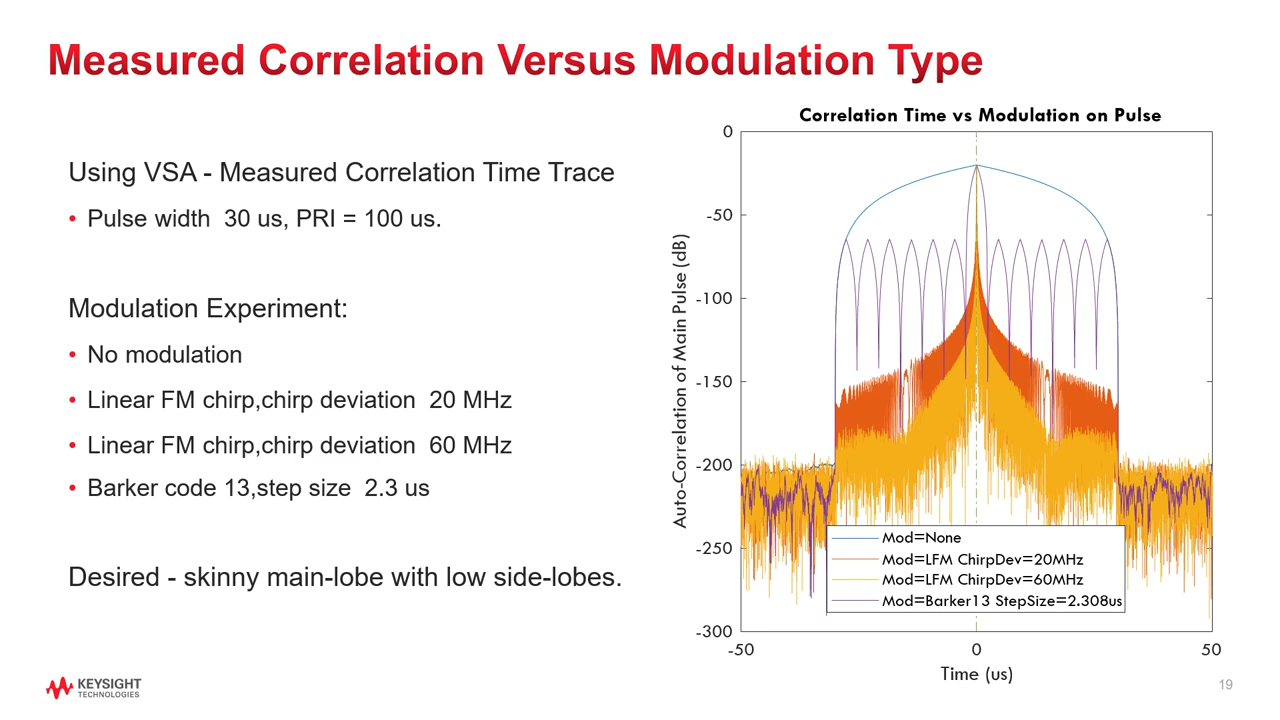 Measured Correlation Versus Modulation Type
Using VSA - Measured Correlation Time Trace
• Pulse width 30 us, PRI = 100 us.
Modulation Experiment:
• No modulation
• Linear FM chirp,chirp deviation 20 MHz
• Linear FM chirp,chirp deviation 60 MHz
• Barker code 13,step size 2.3 us
Desired - skinny main-lobe with low side-lobes.
Correlation Time vs Modulation on Pulse
Auto-Correlation of Main Pulse (dB)
0
-50
-100
-150
-200
-250
-300
Mod=None
Mod=LFM ChirpDev=20MHz
Mod=LFM ChirpDev=60MHz
Mod=Barker13 StepSize=2.308us
-50
0
50
Time (us)
KEYSIGHT
TECHNOLOGIES
19